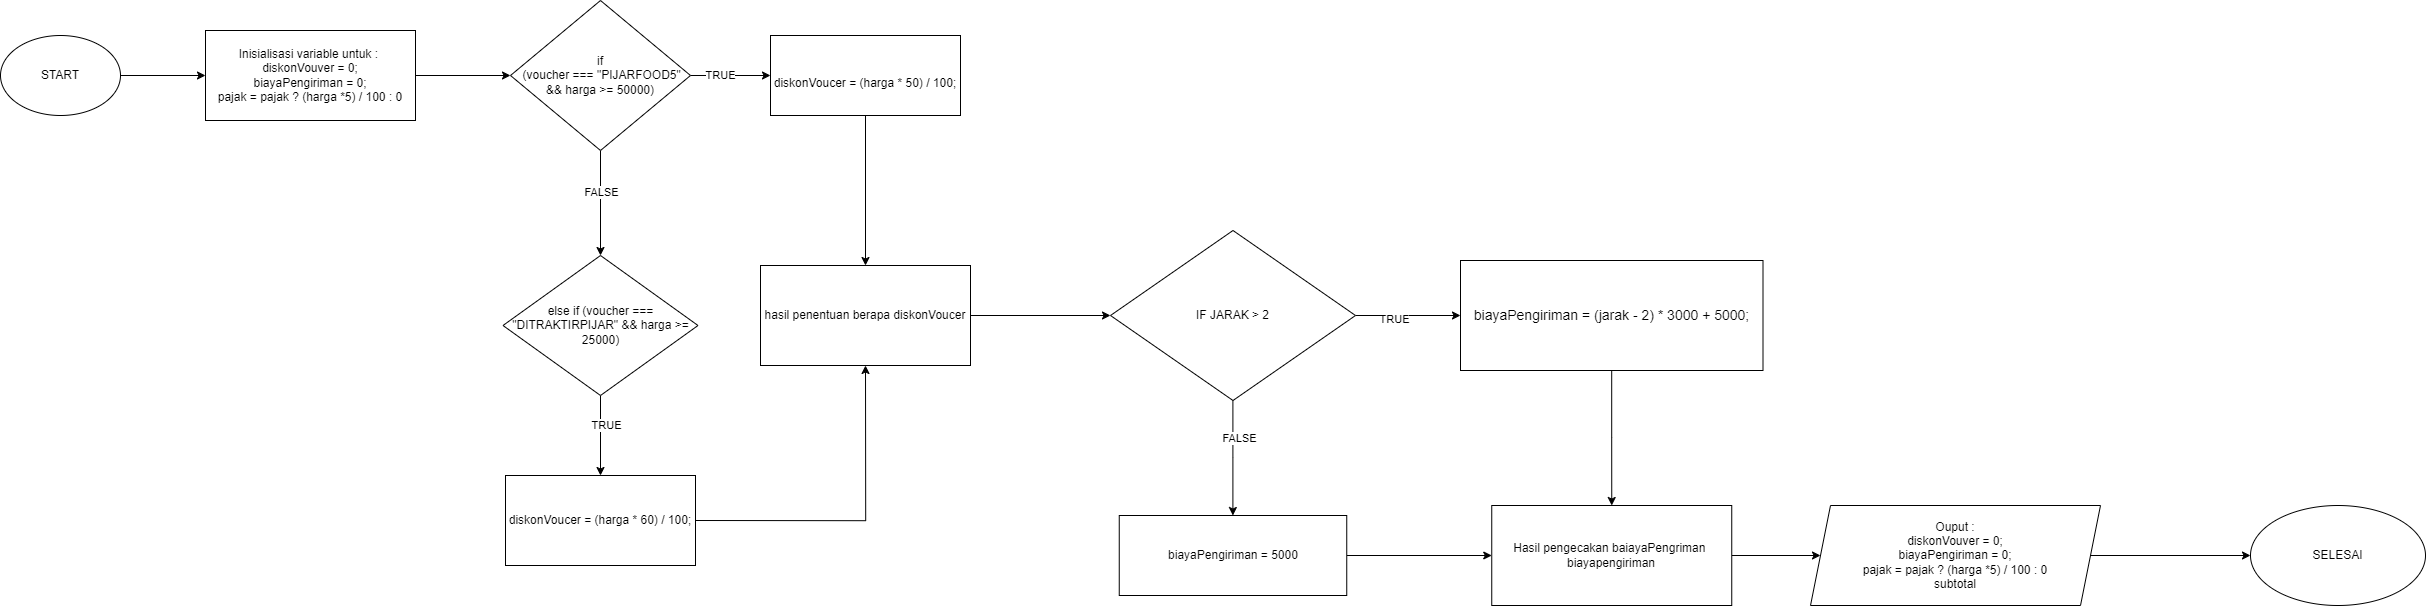 START
Inisialisasi variable untuk :
diskonVouver = 0;
biayaPengiriman = 0;
pajak = pajak ? (harga *5) / 100 : 0
if
(voucher === "PIJARFOOD5"
&& harga >= 50000)
TRUE
diskonVoucer = (harga * 50) / 100;
FALSE
else if (voucher ===
"DITRAKTIRPIJAR" && harga >=
25000)
TRUE
diskonVoucer = (harga * 60) / 100;
hasil penentuan berapa diskonVoucer
IF JARAK > 2
TRUE
biayaPengiriman = (jarak - 2) * 3000 + 5000;
FALSE
biayaPengiriman = 5000
Hasil pengecakan baiayaPengriman
biayapengiriman
Ouput :
diskonVouver = 0;
biayaPengiriman = 0;
pajak = pajak ? (harga *5) / 100 : 0
subtotal
SELESAI